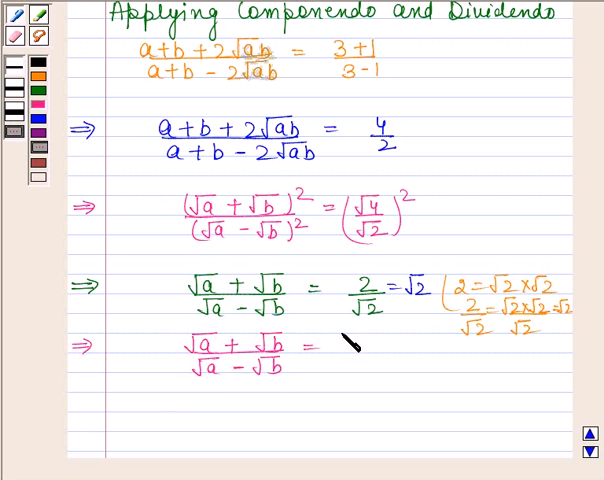 Applying Componendo and Dividendo
a+b+2√ab / a+b-2√ab = 3+1 / 3-1
⇒ a+b+2√ab / a+b-2√ab = 4/2
⇒ (√a+√b)² / (√a-√b)² = (√4/√2)²
⇒ √a+√b / √a-√b = 2/√2 = √2 (2=√2×√2
2/√2 = √2×√2/√2 = √2
⇒ √a+√b / √a-√b =